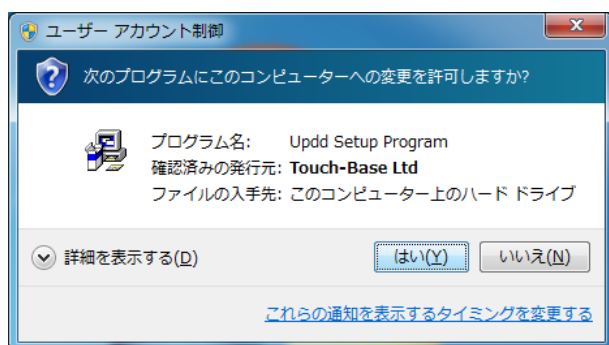 ユーザー アカウント制御
次のプログラムにこのコンピューターへの変更を許可しますか?
プログラム名: Updd Setup Program
確認済みの発行元: Touch-Base Ltd
ファイルの入手先: このコンピューター上のハード ドライブ
詳細を表示する(D) はい(Y) いいえ(N)
これらの通知を表示するタイミングを変更する